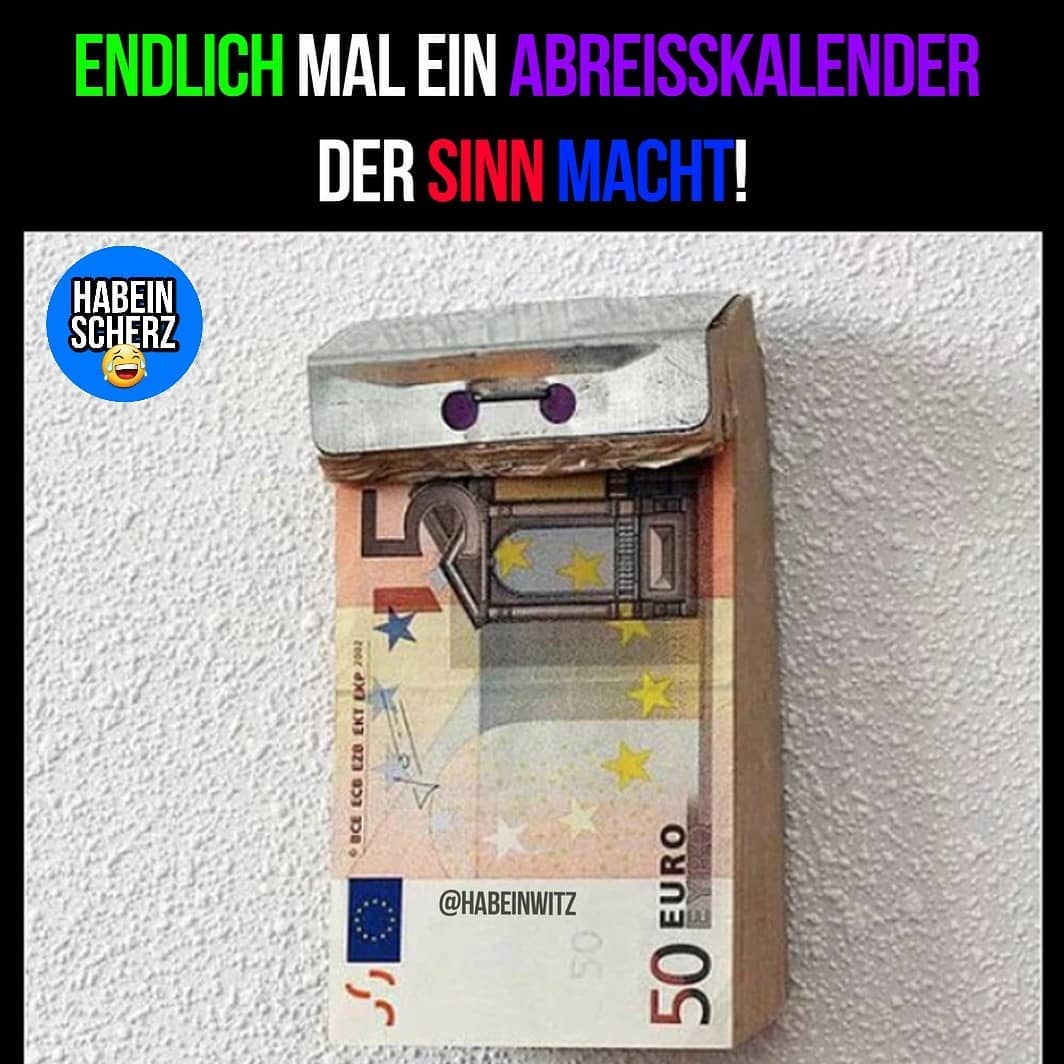 ENDLICH MAL EIN ABREISSKALENDER
DER SINN MACHT!
HABEIN
SCHERZ
5
© BCE ECB EZB EKT EKP 2002
@HABEINWITZ
50
50 EURO